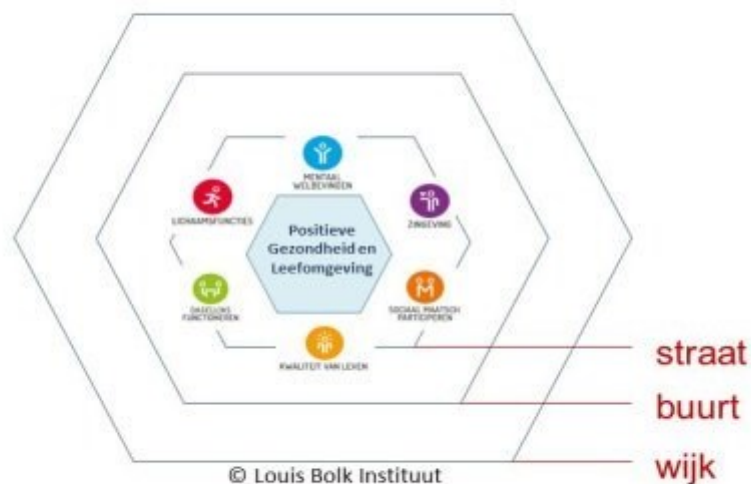 MENTAAL
WELBEVINDEN
LICHAAMSFUNCTIES
ZINGEVING
Positieve
Gezondheid en
Leefomgeving
DAGELIJKS
FUNCTIONEREN
SOCIAAL MAATSCH
PARTICIPEREN
KWALITEIT VAN LEVEN
straat
buurt
wijk
© Louis Bolk Instituut